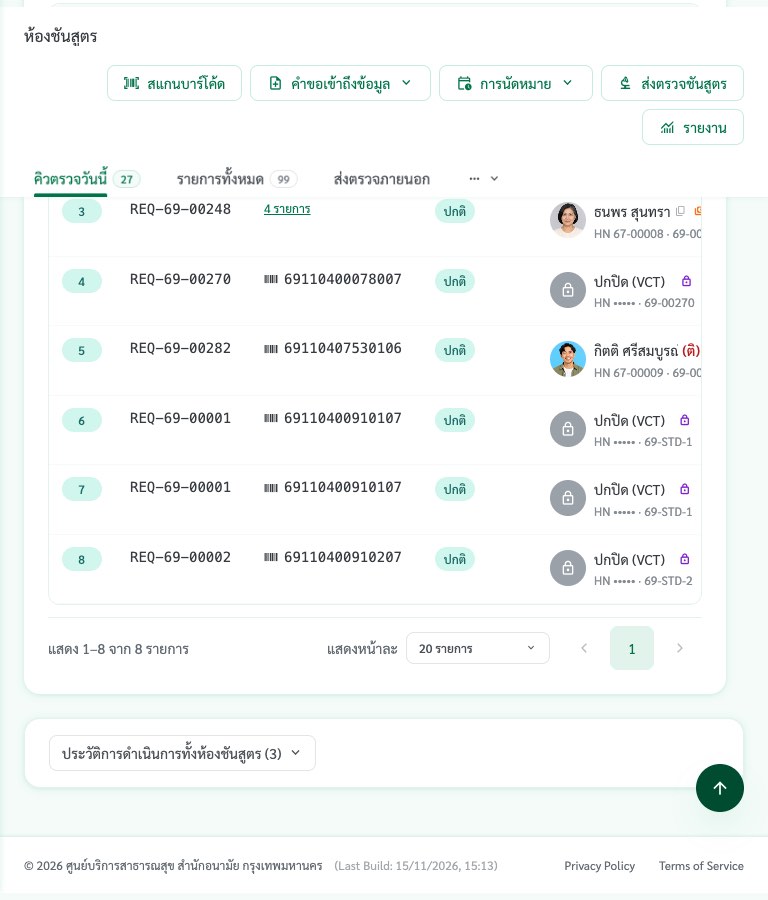 ห้องชันสูตร
สแกนบาร์โค้ด คำขอเข้าถึงข้อมูล การนัดหมาย ส่งตรวจชันสูตร
รายงาน
คิวตรวจวันนี้ 27 รายการทั้งหมด 99 ส่งตรวจภายนอก ...
3 REQ-69-00248 4 รายการ ปกติ ธนพร สุนทรา
HN 67-00008 · 69-00
4 REQ-69-00270 69110400078007 ปกติ ปกปิด (VCT)
HN ••••• · 69-00270
5 REQ-69-00282 69110407530106 ปกติ กิตติ ศรีสมบูรณ์ (ติ)
HN 67-00009 · 69-00
6 REQ-69-00001 69110400910107 ปกติ ปกปิด (VCT)
HN ••••• · 69-STD-1
7 REQ-69-00001 69110400910107 ปกติ ปกปิด (VCT)
HN ••••• · 69-STD-1
8 REQ-69-00002 69110400910207 ปกติ ปกปิด (VCT)
HN ••••• · 69-STD-2
แสดง 1–8 จาก 8 รายการ แสดงหน้าละ 20 รายการ 1
ประวัติการดำเนินการทั้งห้องชันสูตร (3)
© 2026 ศูนย์บริการสาธารณสุข สำนักอนามัย กรุงเทพมหานคร (Last Build: 15/11/2026, 15:13) Privacy Policy Terms of Service